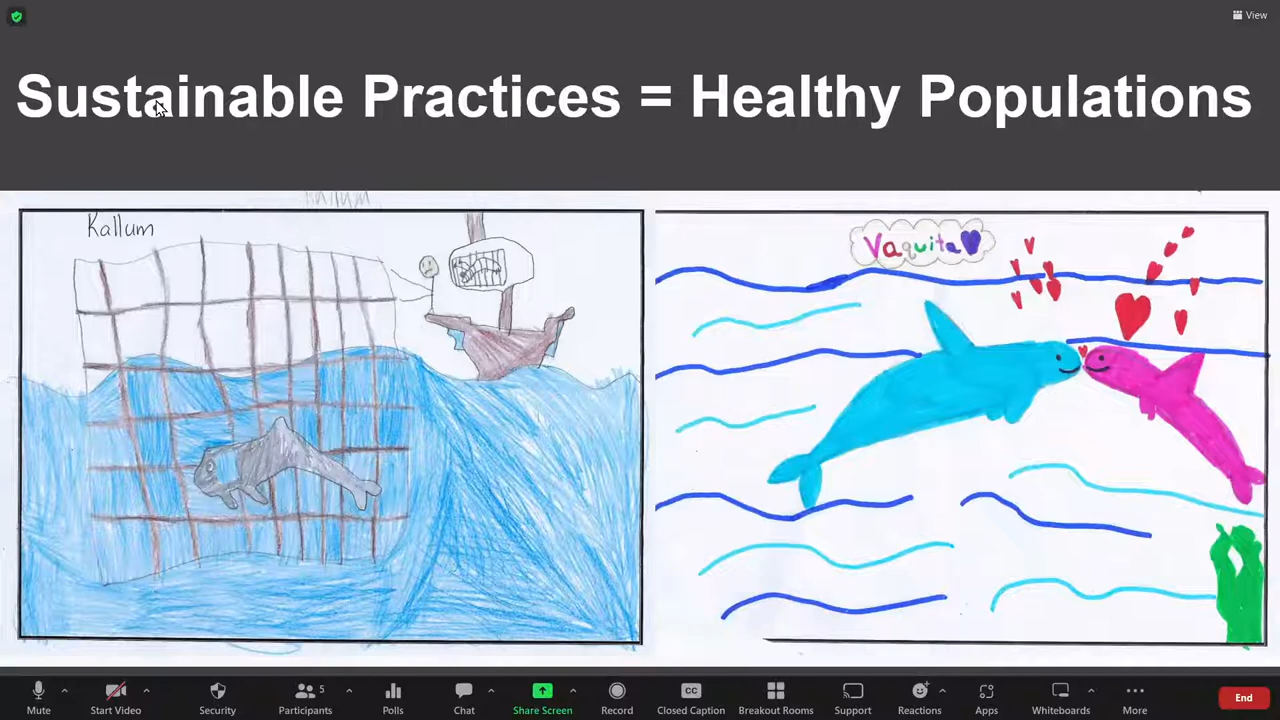 View
Sustainable Practices = Healthy Populations
Kallum
Kallum
Vaquita
5
CC
Mute
Start Video
Security
Participants
Polls
Chat
Share Screen
Record
Closed Caption
Breakout Rooms
Support
Reactions
Apps
Whiteboards
More
End